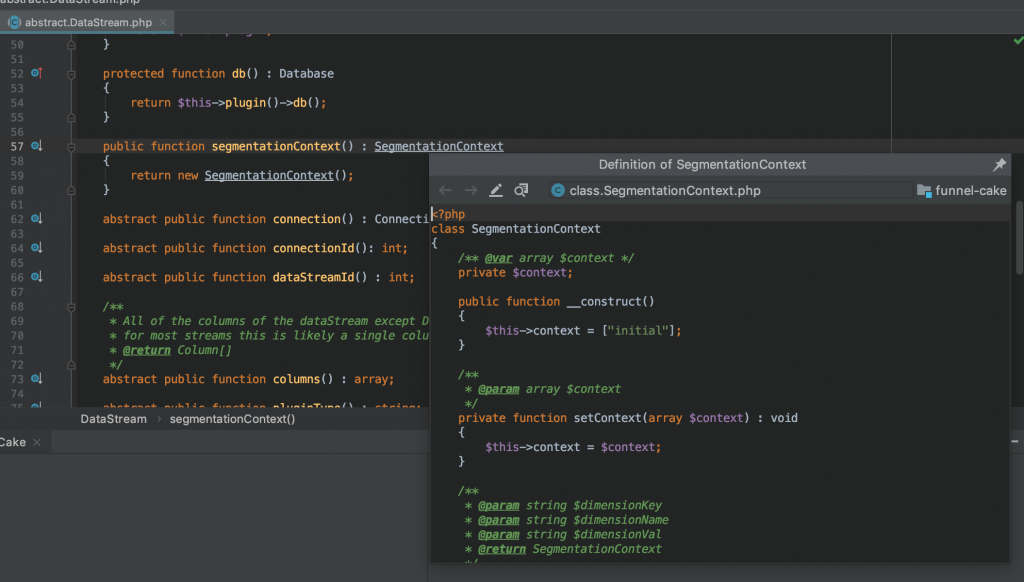 abstract.DataStream.php
abstract.DataStream.php ×
50 }
51
52 protected function db() : Database
53 {
54 return $this->plugin()->db();
55 }
56
57 public function segmentationContext() : SegmentationContext
58 {
59 return new SegmentationContext();
60 }
61
62 abstract public function connection() : Connecti
63
64 abstract public function connectionId(): int;
65
66 abstract public function dataStreamId() : int;
67
68 /**
69 * All of the columns of the dataStream except D
70 * for most streams this is likely a single colu
71 * @return Column[]
72 */
73 abstract public function columns() : array;
74
75 abstract public function pluginType() : string;
DataStream › segmentationContext()
Cake ×
Definition of SegmentationContext
class.SegmentationContext.php funnel-cake
<?php
class SegmentationContext
{
/** @var array $context */
private $context;
public function __construct()
{
$this->context = ["initial"];
}
/**
* @param array $context
*/
private function setContext(array $context) : void
{
$this->context = $context;
}
/**
* @param string $dimensionKey
* @param string $dimensionName
* @param string $dimensionVal
* @return SegmentationContext
*/